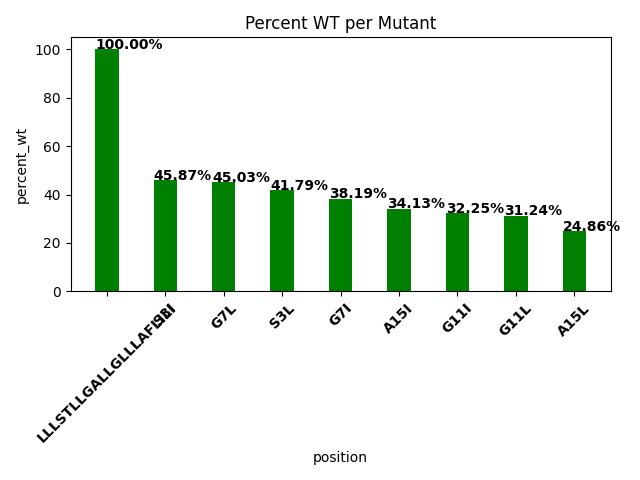 Percent WT per Mutant
percent_wt
100
80
60
40
20
0
100.00%
45.87%
45.03%
41.79%
38.19%
34.13%
32.25%
31.24%
24.86%
S3I
G7L
S3L
G7I
A15I
G11I
G11L
A15L
position